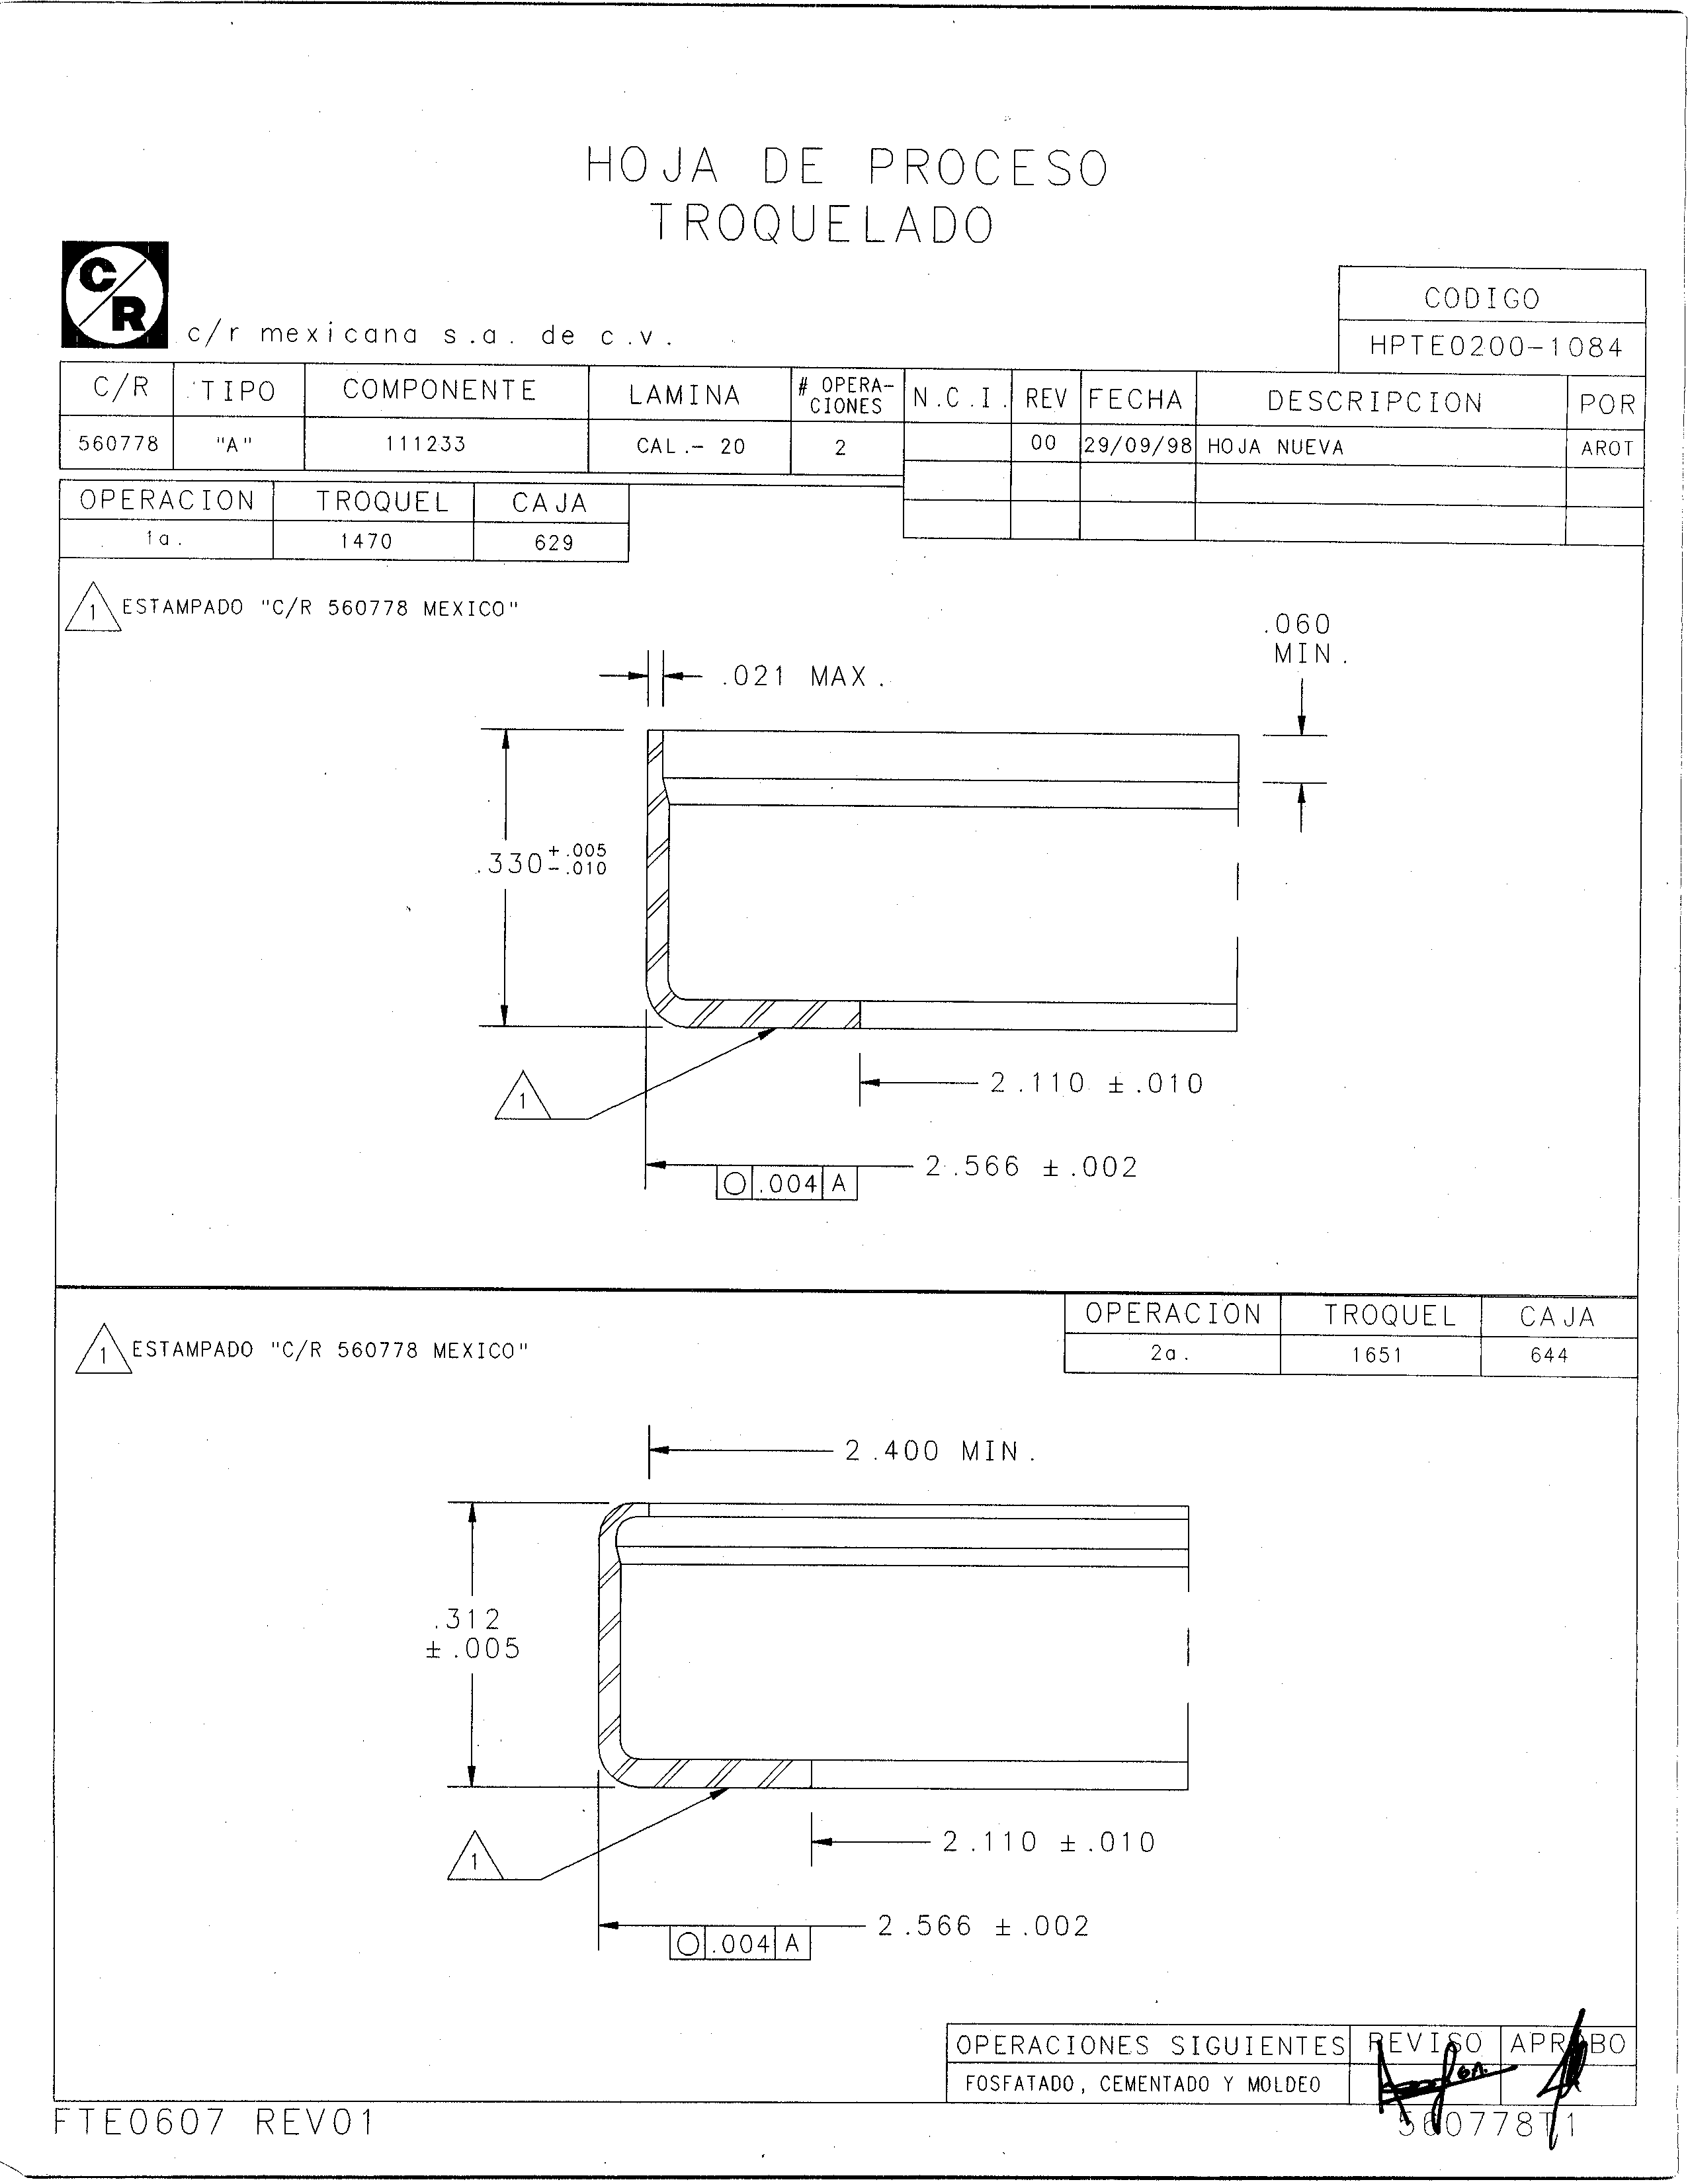 HOJA DE PROCESO
TROQUELADO
C/R
c/r mexicana s.a. de c.v.
CODIGO
HPTE0200-1084
C/R TIPO COMPONENTE LAMINA # OPERA-CIONES N.C.I. REV FECHA DESCRIPCION POR
560778 "A" 111233 CAL.- 20 2 00 29/09/98 HOJA NUEVA AROT
OPERACION TROQUEL CAJA
1a. 1470 629
1 ESTAMPADO "C/R 560778 MEXICO"
.060
MIN.
.021 MAX.
.330 +.005 -.010
1
2.110 ±.010
2.566 ±.002
○ .004 A
OPERACION TROQUEL CAJA
2a. 1651 644
1 ESTAMPADO "C/R 560778 MEXICO"
2.400 MIN.
.312
±.005
1
2.110 ±.010
2.566 ±.002
○ .004 A
OPERACIONES SIGUIENTES REVISO APROBO
FOSFATADO, CEMENTADO Y MOLDEO
FTE0607 REV01
560778T1